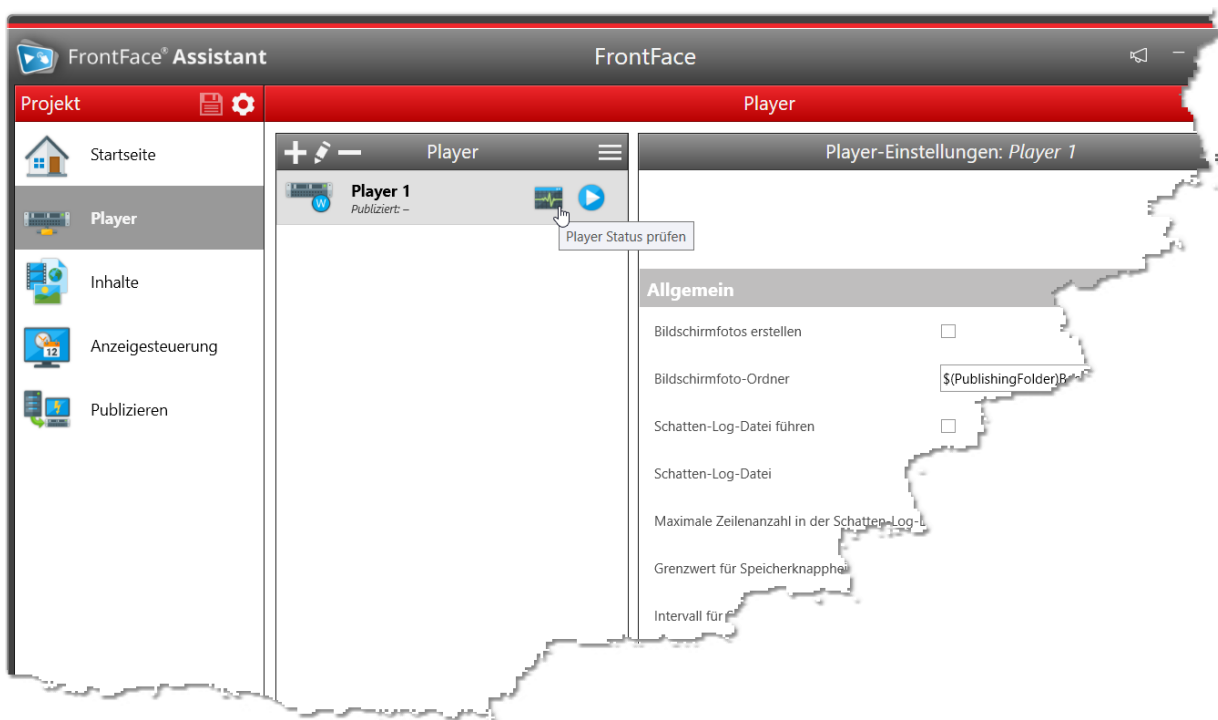 FrontFace® Assistant
FrontFace
Projekt
Player
Startseite
Player
Inhalte
Anzeigesteuerung
Publizieren
Player
Player 1
Publiziert: –
W
Player Status prüfen
Player-Einstellungen: Player 1
Allgemein
Bildschirmfotos erstellen
Bildschirmfoto-Ordner
$(PublishingFolder)B
Schatten-Log-Datei führen
Schatten-Log-Datei
Maximale Zeilenanzahl in der Schatten-Log-
Grenzwert für
Intervall für
12